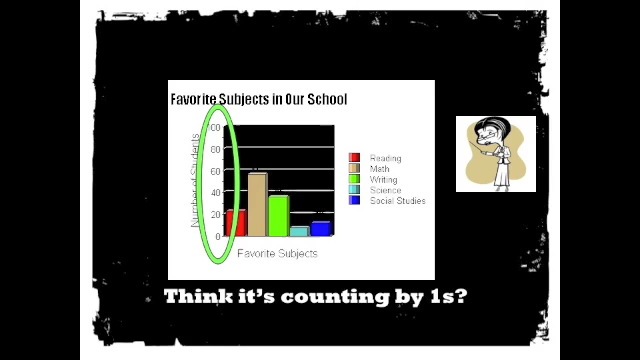 Favorite Subjects in Our School
Number of Students
100
80
60
40
20
0
Reading
Math
Writing
Science
Social Studies
Favorite Subjects
Think it's counting by 1s?